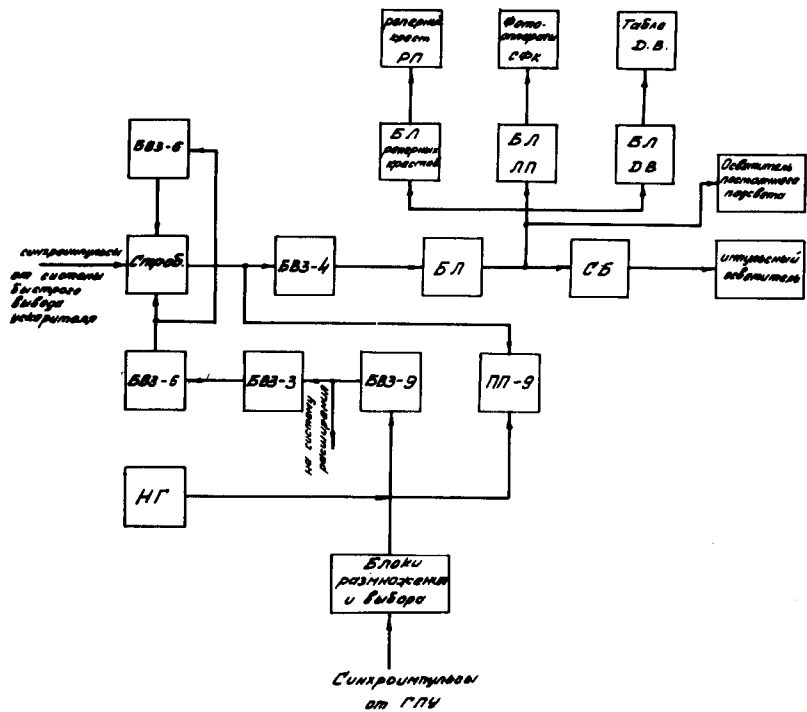 реперный
крест
РП
Фото-
аппараты
СФК
Табло
Д.В.
БВЗ-6
БЛ
реперных
крестов
БЛ
ЛП
БЛ
ДВ
Осветитель
постоянного
подсвета
синхроимпульсы
от системы
быстрого
вывода
ускорителя
Строб.
БВЗ-4
БЛ
СБ
импульсный
осветитель
БВЗ-6
БВЗ-3
БВЗ-9
ПП-9
на систему
расширения
НГ
Блоки
размножения
и выбора
Синхроимпульсы
от ГПУ